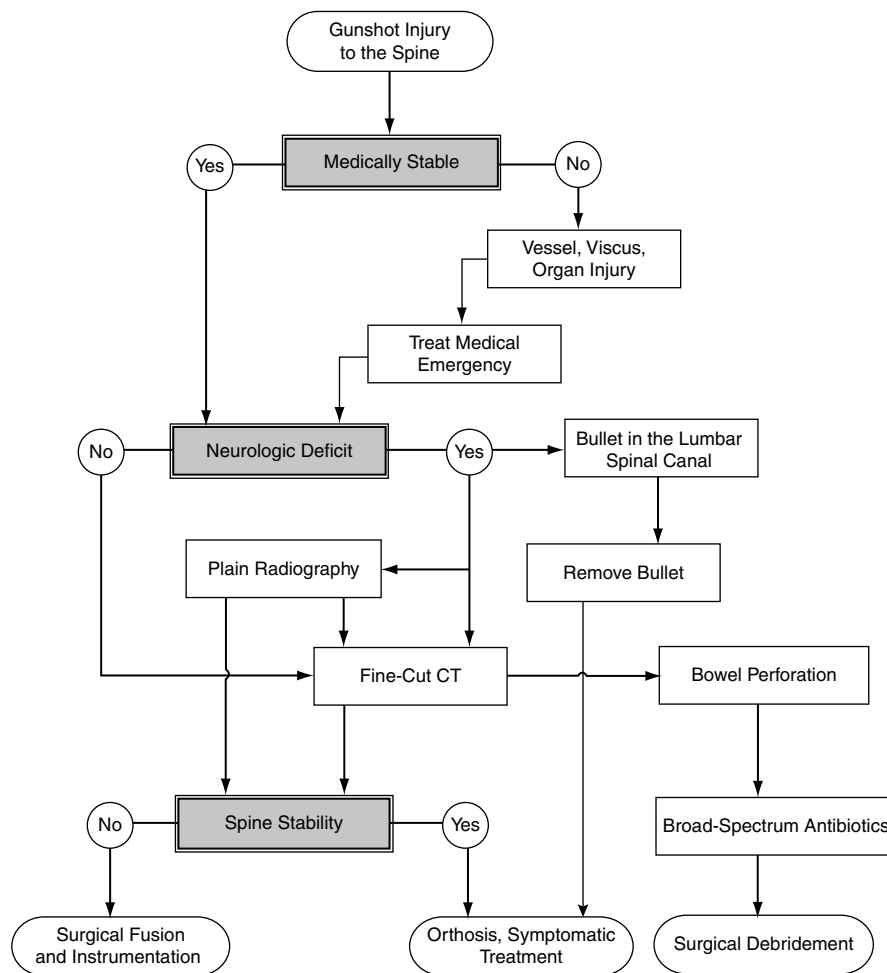 Gunshot Injury
to the Spine
Yes
Medically Stable
No
Vessel, Viscus,
Organ Injury
Treat Medical
Emergency
No
Neurologic Deficit
Yes
Bullet in the Lumbar
Spinal Canal
Plain Radiography
Remove Bullet
Fine-Cut CT
Bowel Perforation
No
Spine Stability
Yes
Broad-Spectrum Antibiotics
Surgical Fusion
and Instrumentation
Orthosis, Symptomatic
Treatment
Surgical Debridement